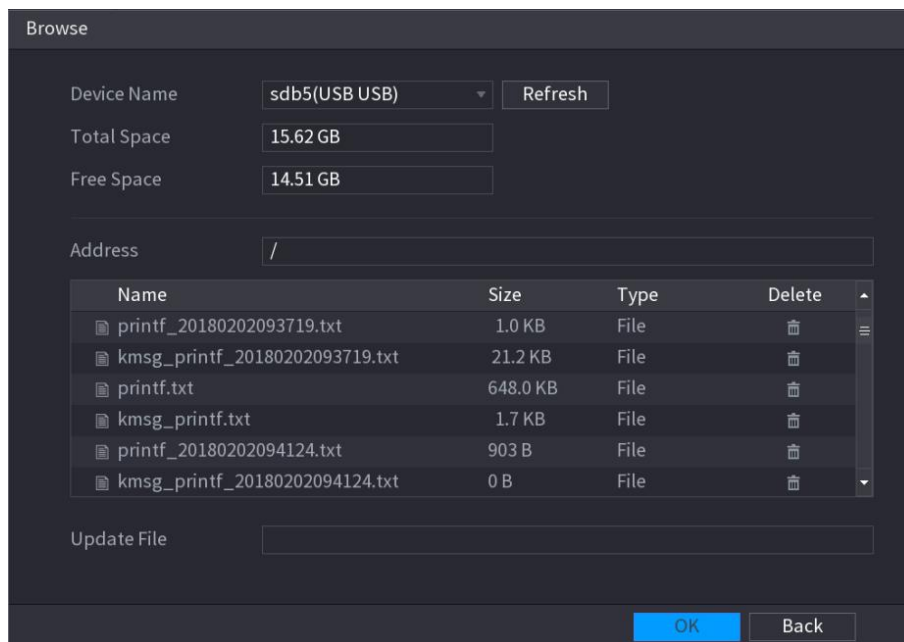 Browse
Device Name sdb5(USB USB) Refresh
Total Space 15.62 GB
Free Space 14.51 GB
Address /
Name Size Type Delete
printf_20180202093719.txt 1.0 KB File
kmsg_printf_20180202093719.txt 21.2 KB File
printf.txt 648.0 KB File
kmsg_printf.txt 1.7 KB File
printf_20180202094124.txt 903 B File
kmsg_printf_20180202094124.txt 0 B File
Update File
OK Back